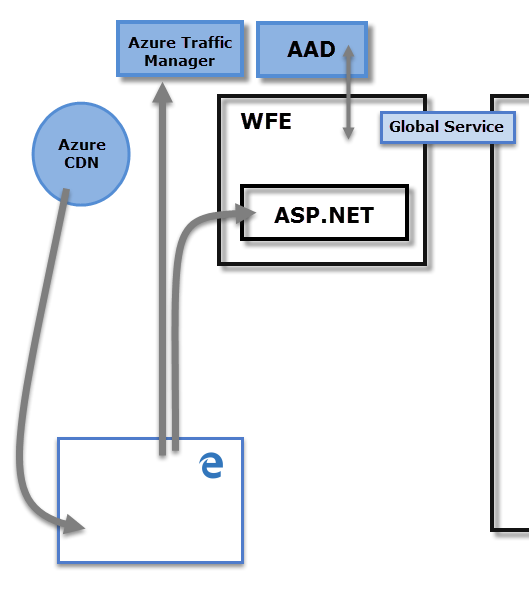 Azure Traffic
Manager
AAD
WFE
Global Service
Azure
CDN
ASP.NET